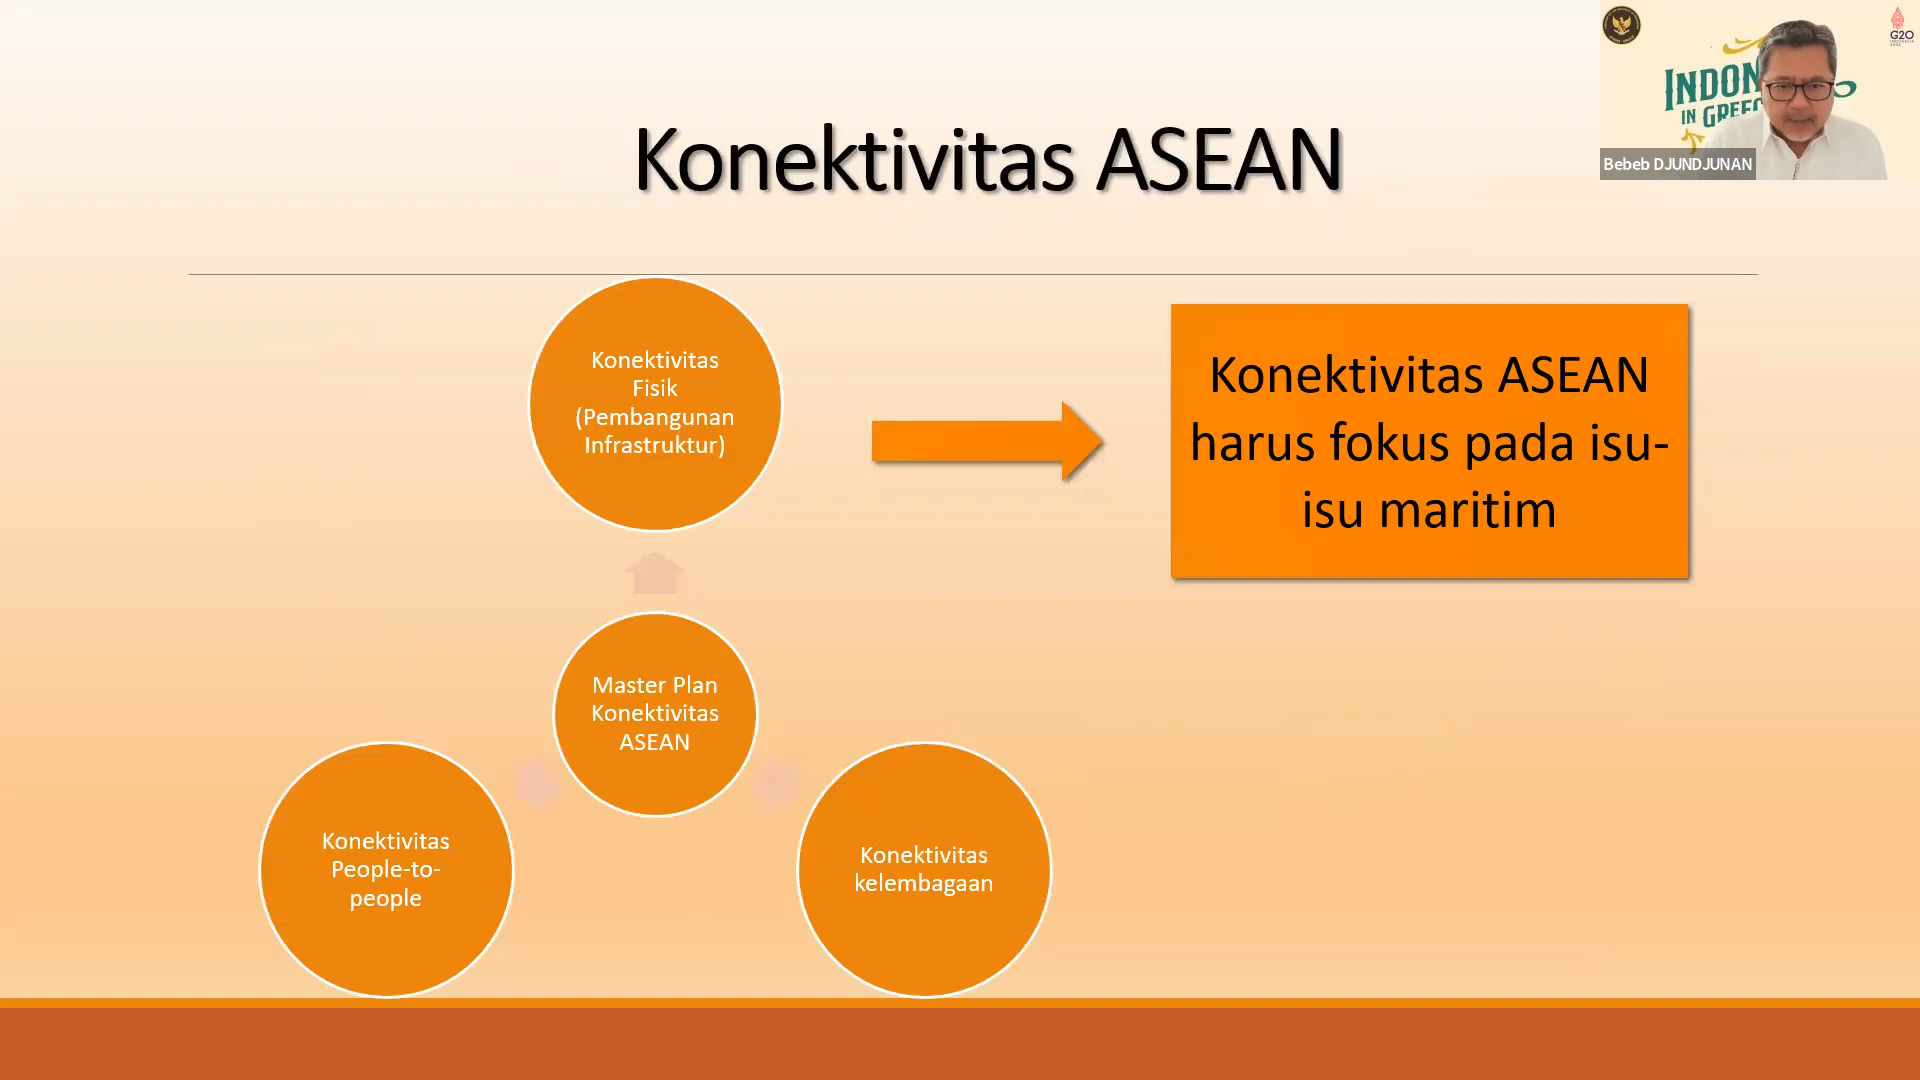 Konektivitas ASEAN
G20
Bebeb DJUNDJUNAN
Konektivitas
Fisik
(Pembangunan
Infrastruktur)
Konektivitas ASEAN
harus fokus pada isu-
isu maritim
Master Plan
Konektivitas
ASEAN
Konektivitas
People-to-
people
Konektivitas
kelembagaan